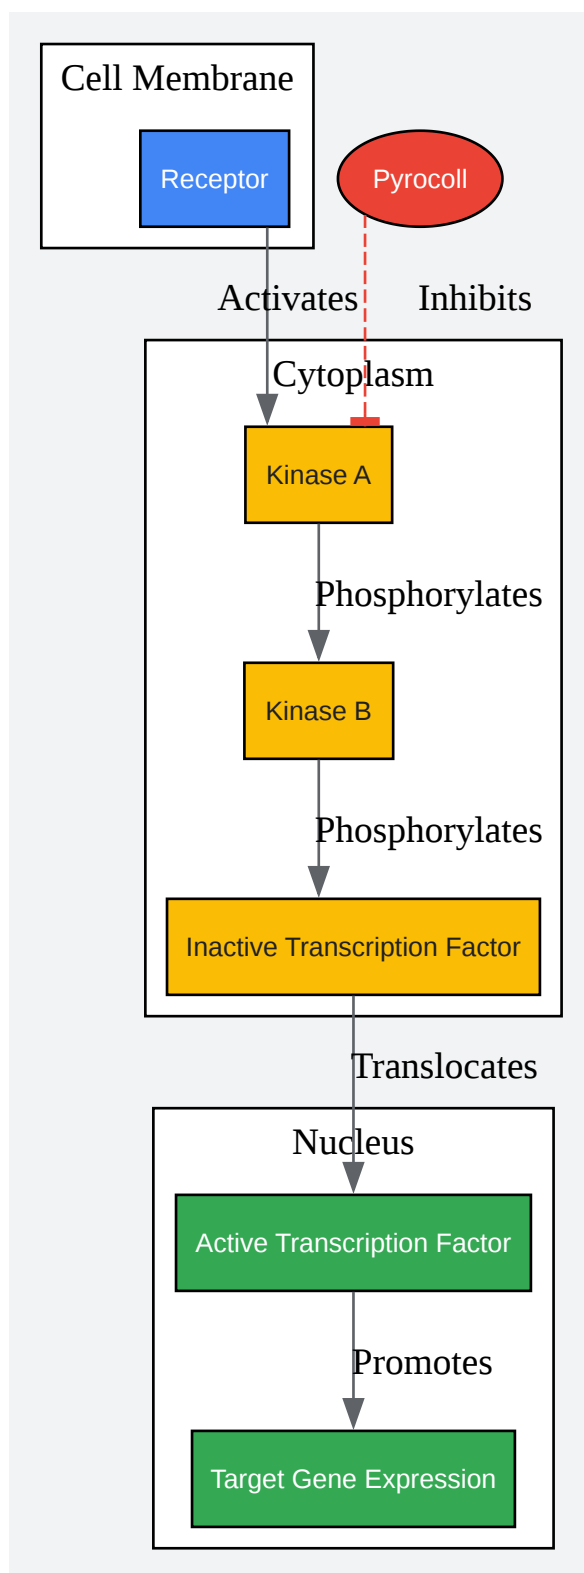 Cell Membrane
Receptor
Pyrocoll
Activates
Inhibits
Cytoplasm
Kinase A
Phosphorylates
Kinase B
Phosphorylates
Inactive Transcription Factor
Translocates
Nucleus
Active Transcription Factor
Promotes
Target Gene Expression